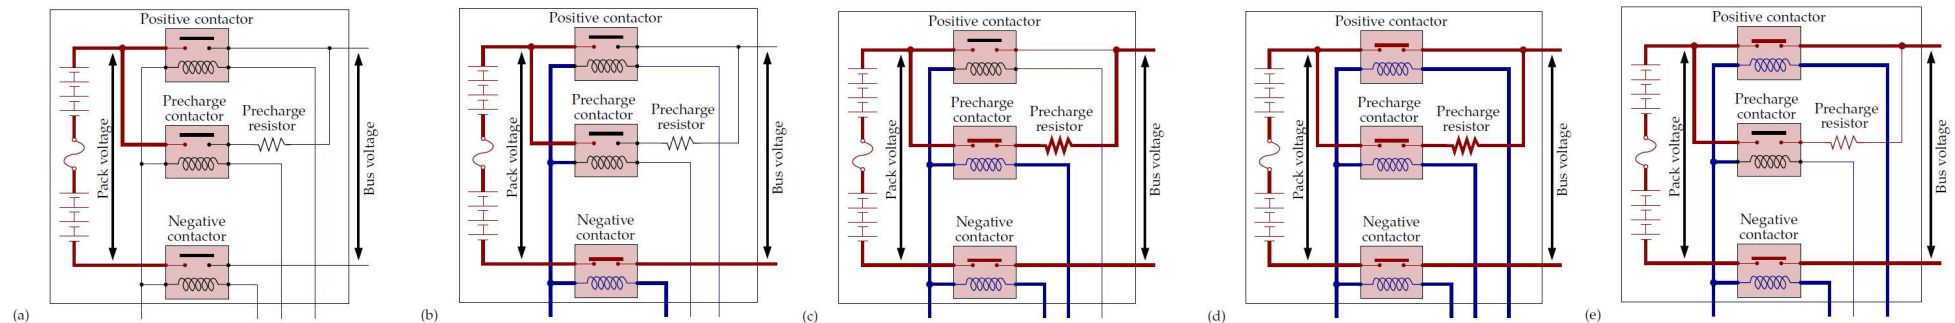 Positive contactor
Precharge
contactor
Precharge
resistor
Pack voltage
Bus voltage
Negative
contactor
(a)
Positive contactor
Precharge
contactor
Precharge
resistor
Pack voltage
Bus voltage
Negative
contactor
(b)
Positive contactor
Precharge
contactor
Precharge
resistor
Pack voltage
Bus voltage
Negative
contactor
(c)
Positive contactor
Precharge
contactor
Precharge
resistor
Pack voltage
Bus voltage
Negative
contactor
(d)
Positive contactor
Precharge
contactor
Precharge
resistor
Pack voltage
Bus voltage
Negative
contactor
(e)